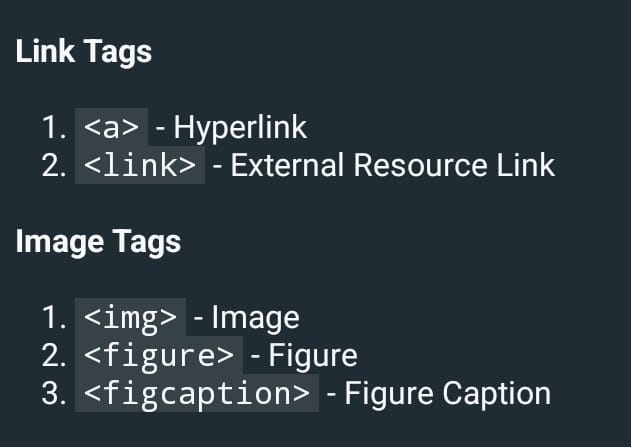 Link Tags
1. <a> - Hyperlink
2. <link> - External Resource Link
Image Tags
1. <img> - Image
2. <figure> - Figure
3. <figcaption> - Figure Caption